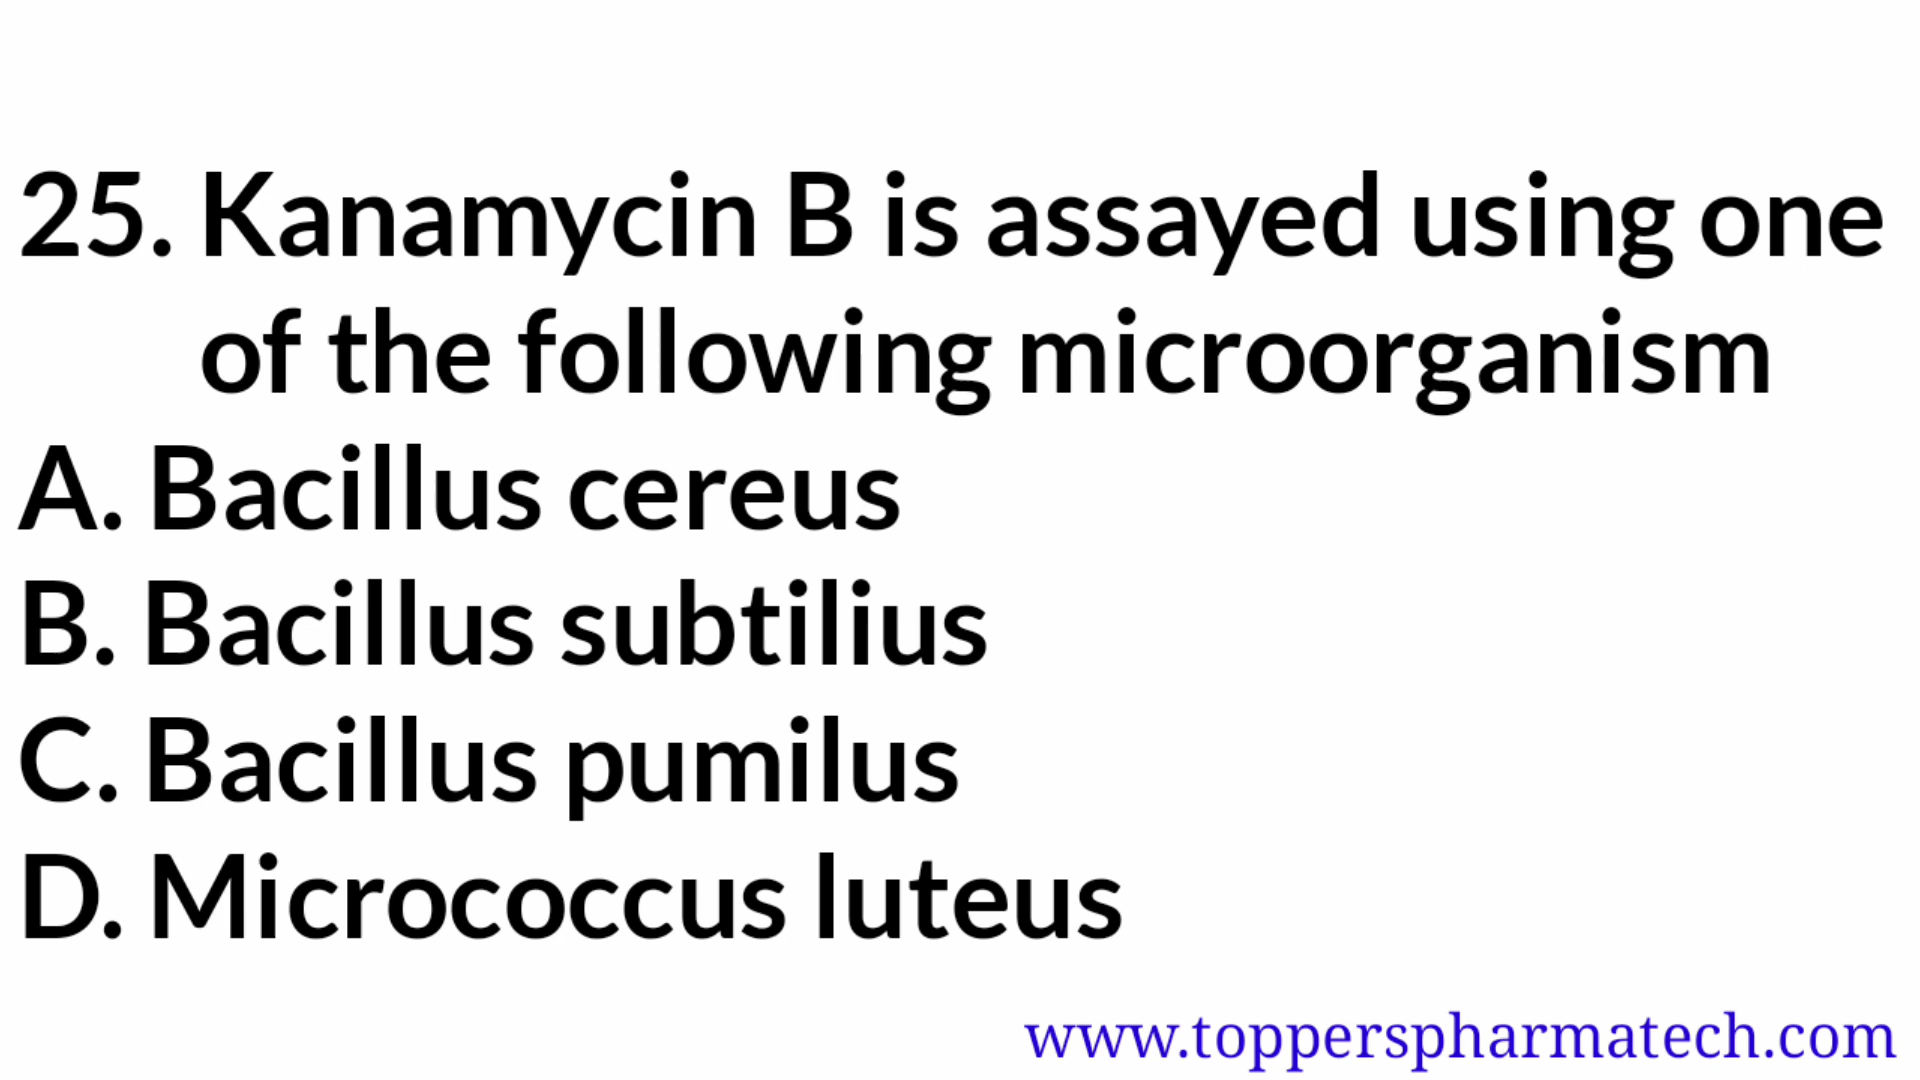 25. Kanamycin B is assayed using one
of the following microorganism
A. Bacillus cereus
B. Bacillus subtilius
C. Bacillus pumilus
D. Micrococcus luteus
www.topperspharmatech.com